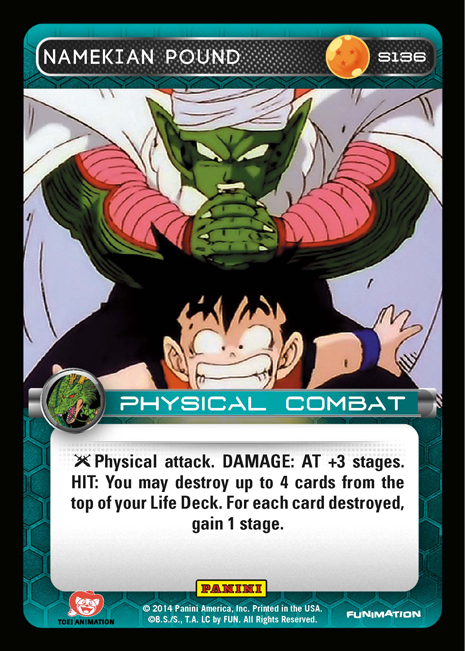 NAMEKIAN POUND
S136
PHYSICAL COMBAT
Physical attack. DAMAGE: AT +3 stages.
HIT: You may destroy up to 4 cards from the
top of your Life Deck. For each card destroyed,
gain 1 stage.
PANINI
© 2014 Panini America, Inc. Printed in the USA.
©B.S./S., T.A. LC by FUN. All Rights Reserved.
TOEI ANIMATION
FUNIMATION